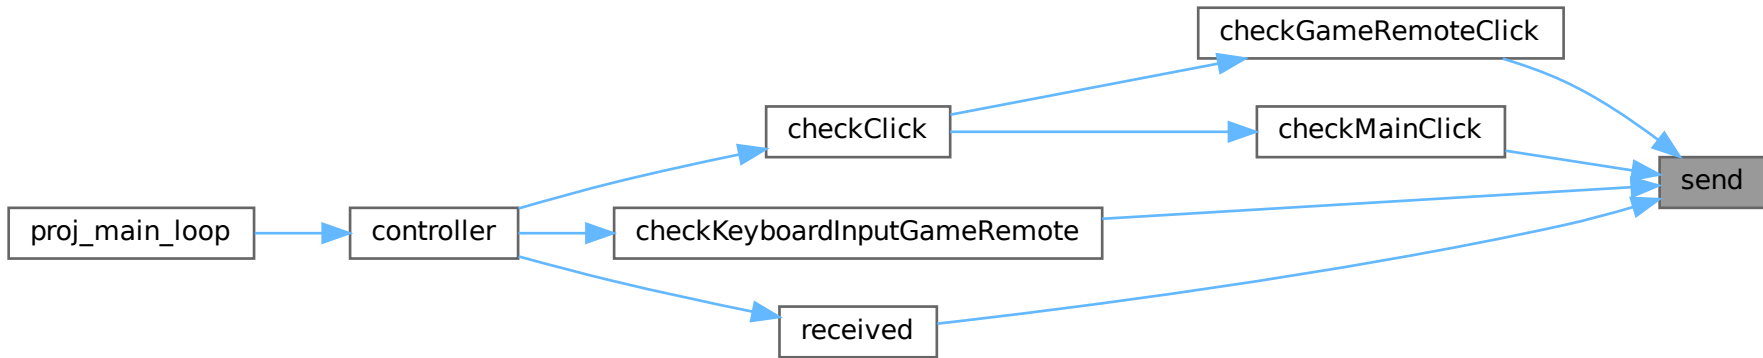 checkGameRemoteClick
checkClick
checkMainClick
send
proj_main_loop
controller
checkKeyboardInputGameRemote
received